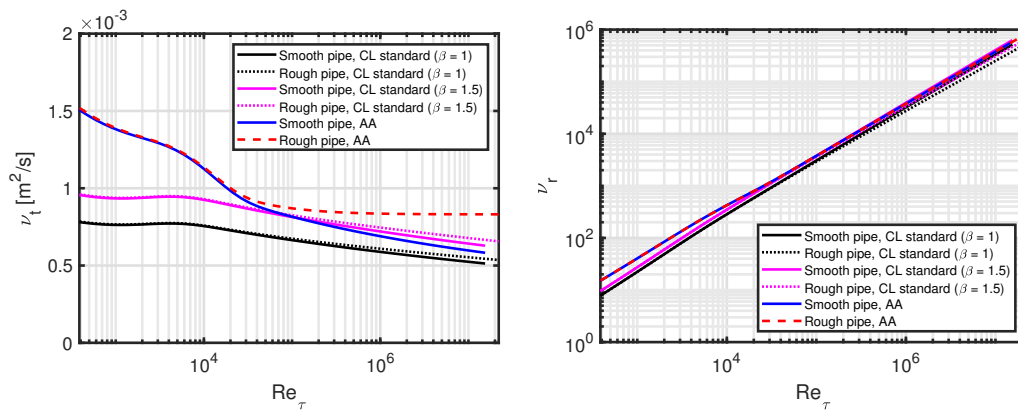 ×10⁻³
2
1.5
1
0.5
0
ν_t [m²/s]
10⁴
10⁶
Re_τ
Smooth pipe, CL standard (β = 1)
Rough pipe, CL standard (β = 1)
Smooth pipe, CL standard (β = 1.5)
Rough pipe, CL standard (β = 1.5)
Smooth pipe, AA
Rough pipe, AA
10⁶
10⁴
10²
10⁰
ν_r
10⁴
10⁶
Re_τ
Smooth pipe, CL standard (β = 1)
Rough pipe, CL standard (β = 1)
Smooth pipe, CL standard (β = 1.5)
Rough pipe, CL standard (β = 1.5)
Smooth pipe, AA
Rough pipe, AA